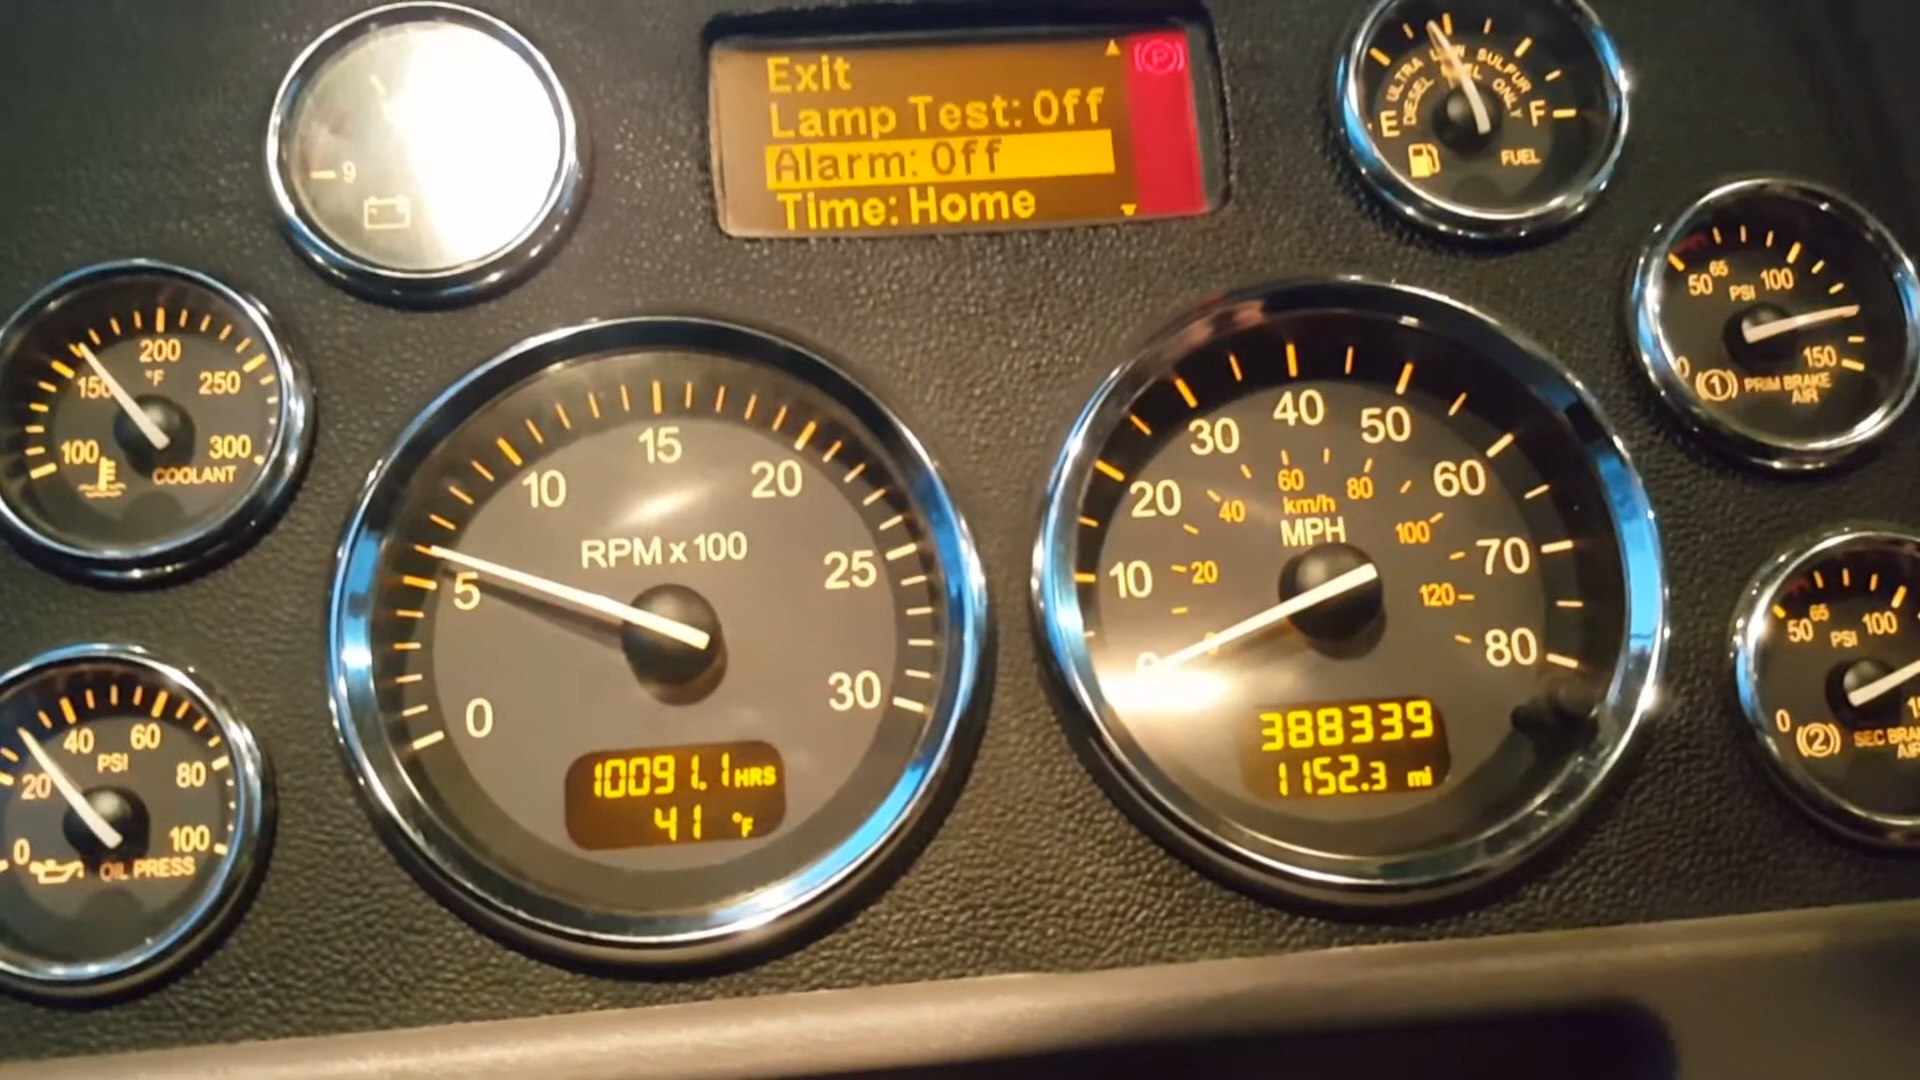 Exit
Lamp Test: Off
Alarm: Off
Time: Home
(P)
9
ULTRA LOW SULFUR
DIESEL FUEL ONLY
E
F
FUEL
100
150
200
250
300
°F
COOLANT
0
5
10
15
20
25
30
RPM x 100
10091.1 HRS
41 °F
0
10
20
30
40
50
60
70
80
20
40
60
80
100
120
km/h
MPH
388339
1152.3 mi
0
50
65
100
150
PSI
(1) PRIM BRAKE
AIR
0
20
40
60
80
100
PSI
OIL PRESS
0
50
65
100
PSI
(2) SEC